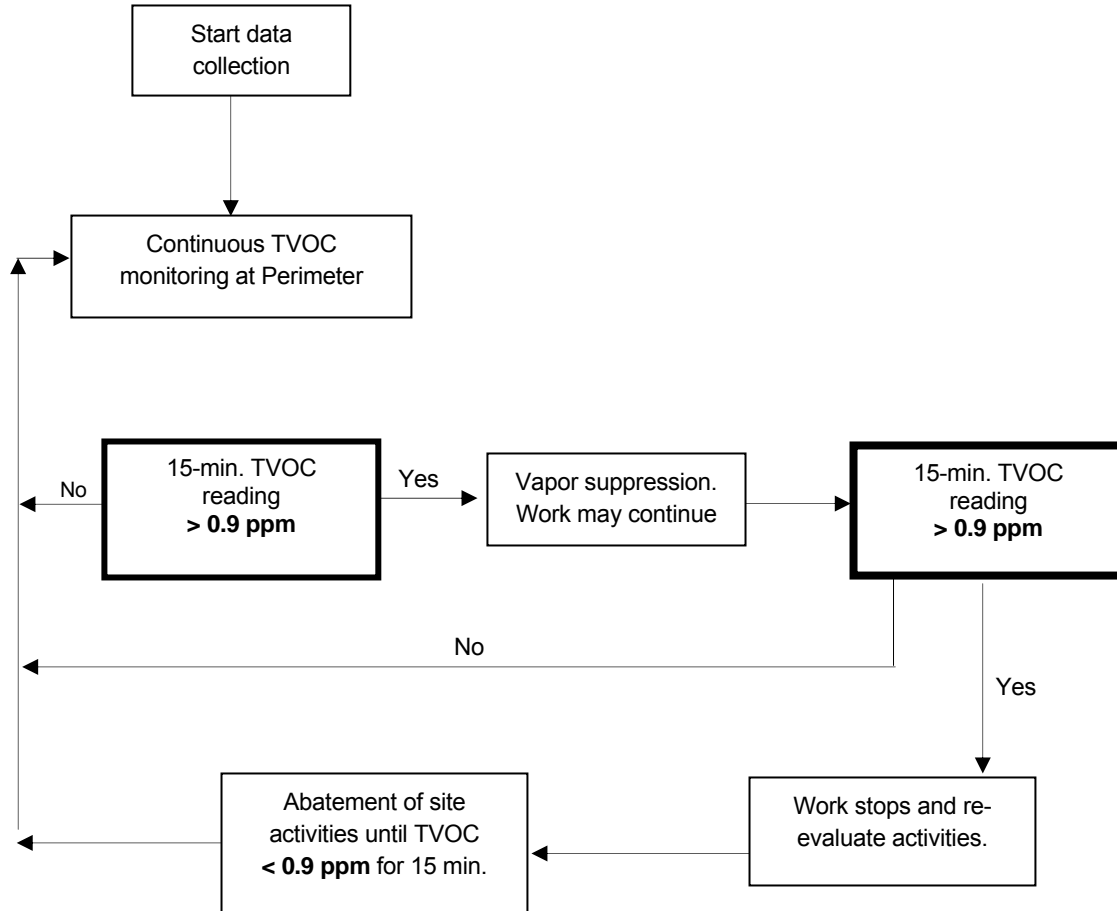 Start data
collection
Continuous TVOC
monitoring at Perimeter
No
15-min. TVOC
reading
> 0.9 ppm
Yes
Vapor suppression.
Work may continue
15-min. TVOC
reading
> 0.9 ppm
No
Yes
Abatement of site
activities until TVOC
< 0.9 ppm for 15 min.
Work stops and re-
evaluate activities.